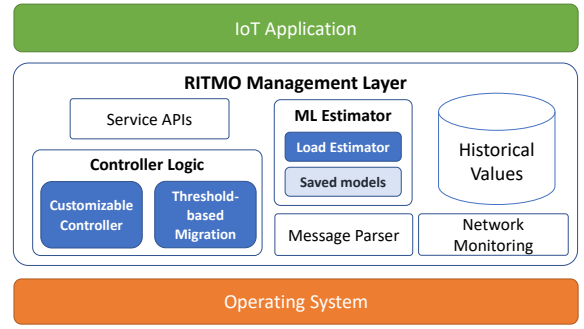 IoT Application
RITMO Management Layer
Service APIs
Controller Logic
Customizable
Controller
Threshold-
based
Migration
ML Estimator
Load Estimator
Saved models
Historical
Values
Message Parser
Network
Monitoring
Operating System